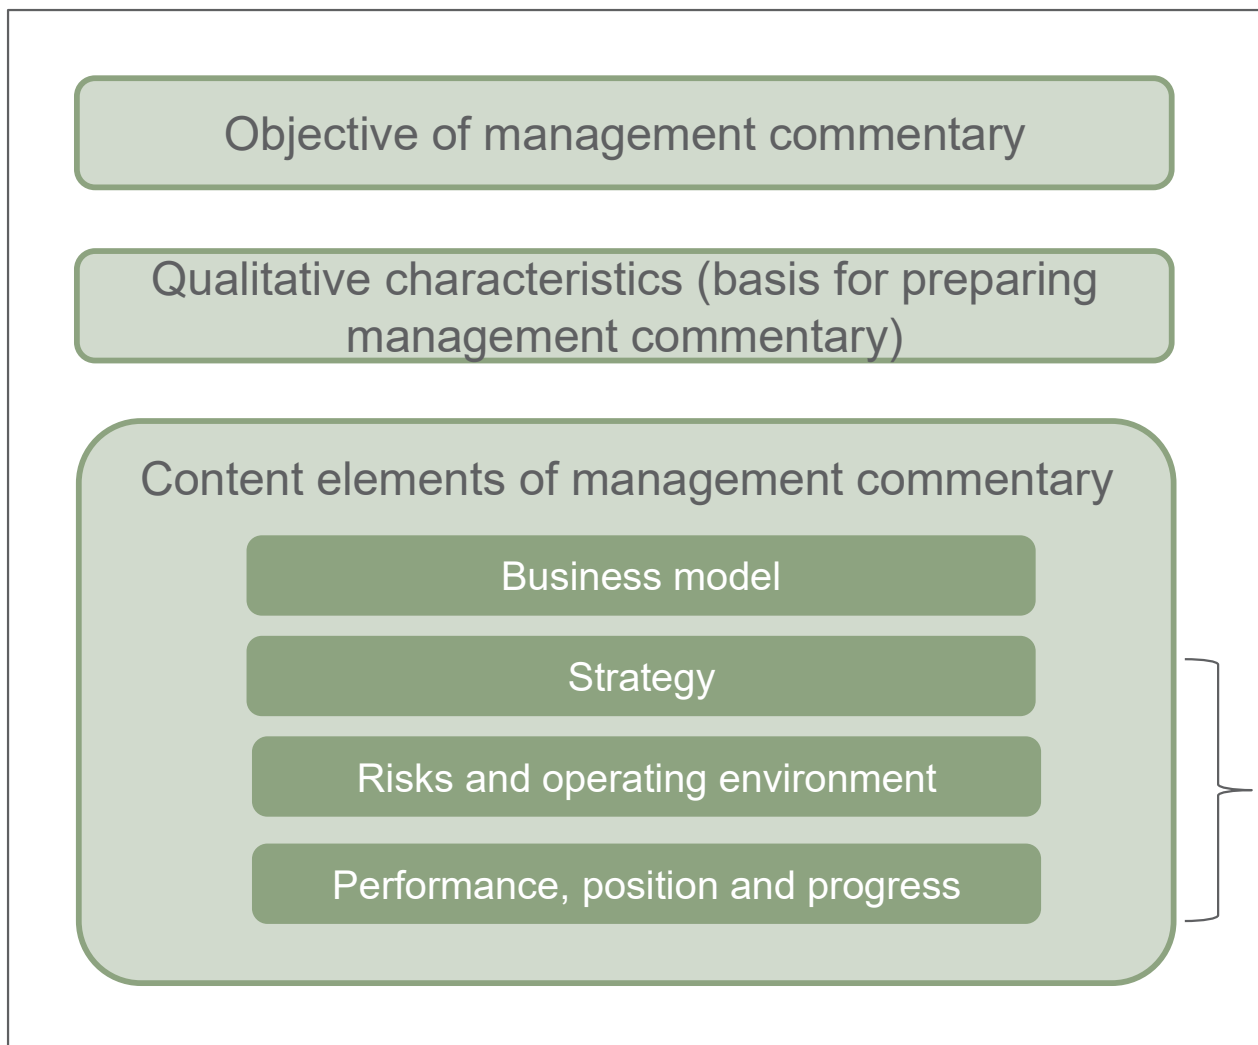 Objective of management commentary
Qualitative characteristics (basis for preparing
management commentary)
Content elements of management commentary
Business model
Strategy
Risks and operating environment
Performance, position and progress